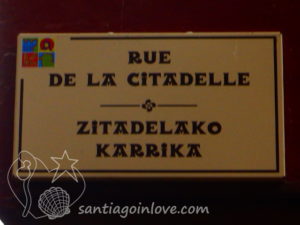 RUE
DE LA CITADELLE
ZITADELAKO
KARRIKA
santiagoinlove.com